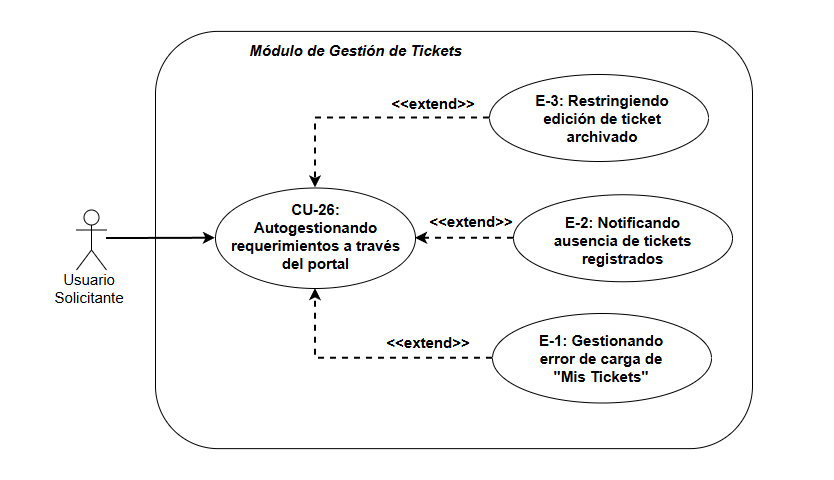 Módulo de Gestión de Tickets
<<extend>>
E-3: Restringiendo
edición de ticket
archivado
CU-26:
Autogestionando
requerimientos a través
del portal
<<extend>>
E-2: Notificando
ausencia de tickets
registrados
Usuario
Solicitante
<<extend>>
E-1: Gestionando
error de carga de
"Mis Tickets"